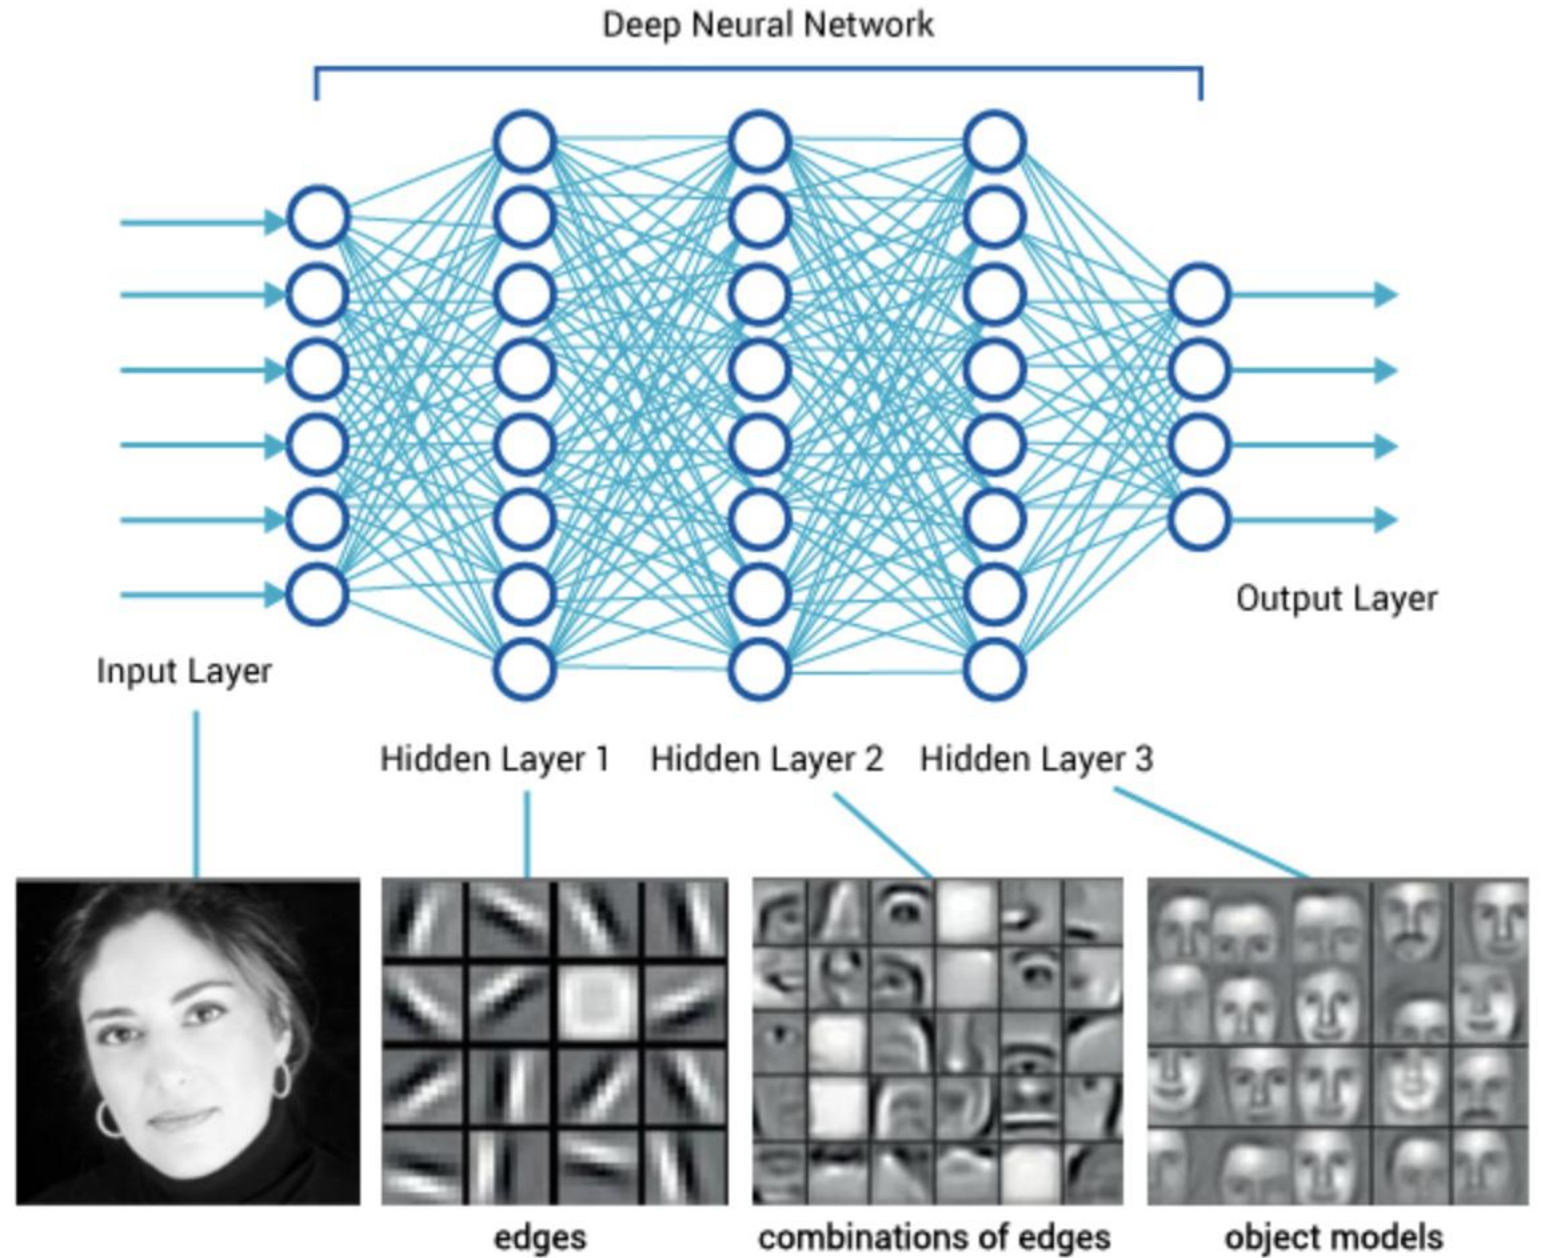 Deep Neural Network
Output Layer
Input Layer
Hidden Layer 1
Hidden Layer 2
Hidden Layer 3
edges
combinations of edges
object models